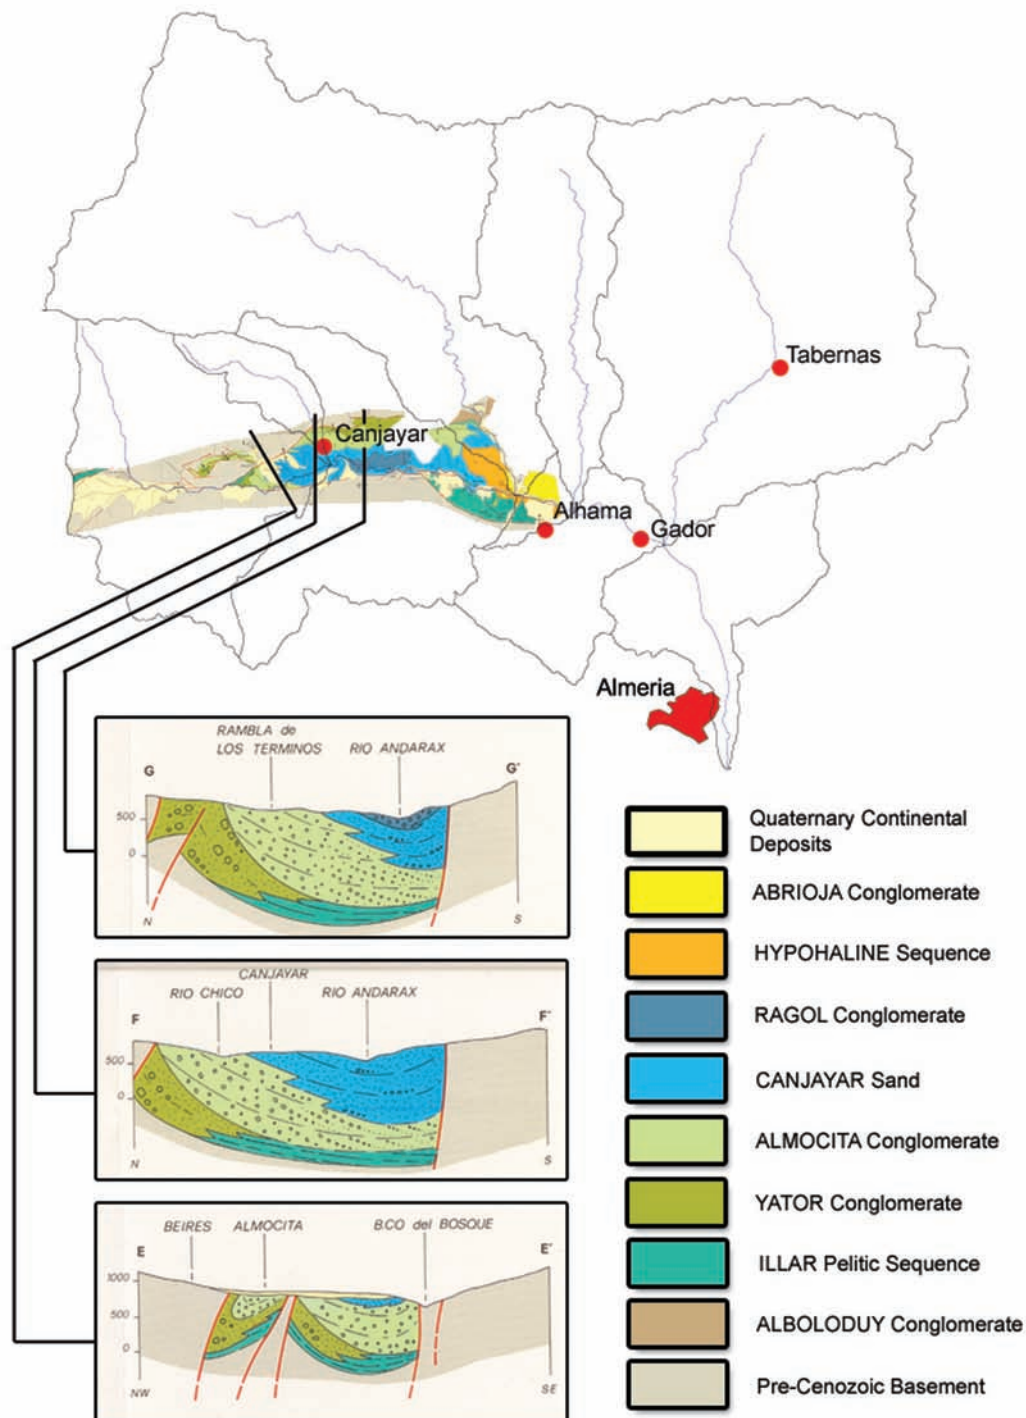 Tabernas
Canjayar
Alhama
Gador
Almeria
RAMBLA de
LOS TERMINOS RIO ANDARAX
G G'
500
0
N S
CANJAYAR
RIO CHICO RIO ANDARAX
F F'
500
0
N S
BEIRES ALMOCITA B.CO del BOSQUE
E E'
1000
500
0
NW SE
Quaternary Continental
Deposits
ABRIOJA Conglomerate
HYPOHALINE Sequence
RAGOL Conglomerate
CANJAYAR Sand
ALMOCITA Conglomerate
YATOR Conglomerate
ILLAR Pelitic Sequence
ALBOLODUY Conglomerate
Pre-Cenozoic Basement